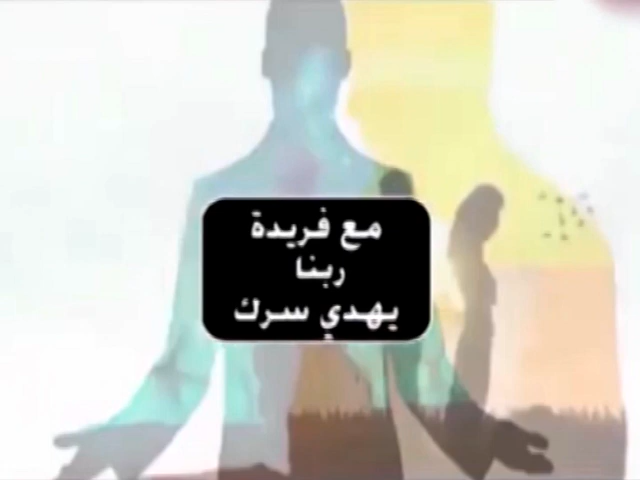 مع فريدة
ربنا
يهدي سرك